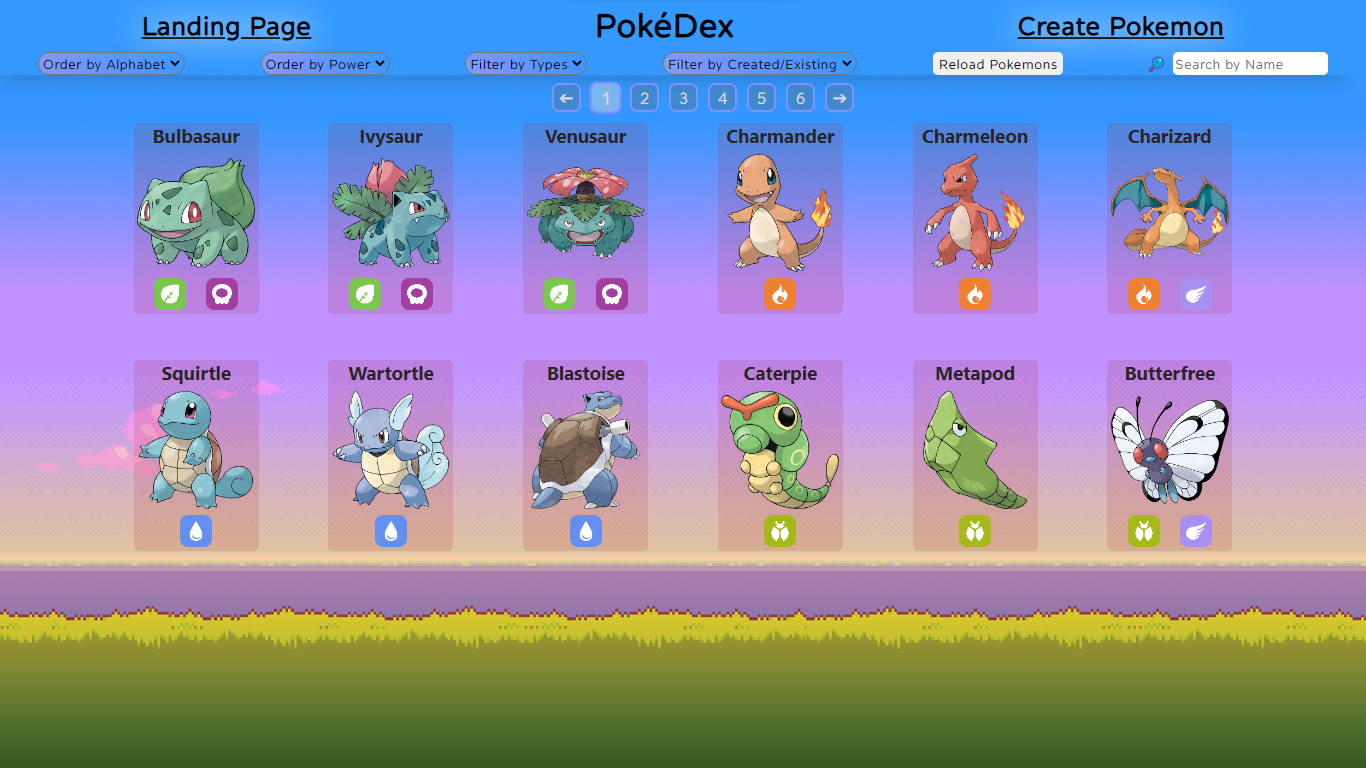 Landing Page PokéDex Create Pokemon
Order by Alphabet Order by Power Filter by Types Filter by Created/Existing Reload Pokemons Search by Name
← 1 2 3 4 5 6 →
Bulbasaur Ivysaur Venusaur Charmander Charmeleon Charizard
Squirtle Wartortle Blastoise Caterpie Metapod Butterfree